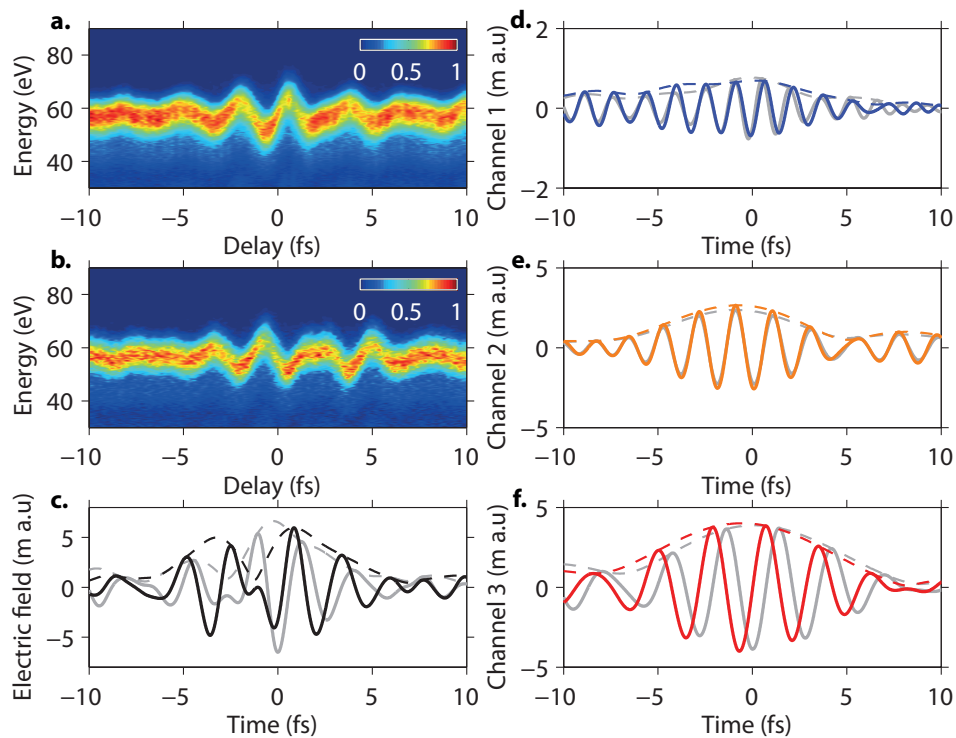 a.
Energy (eV)
80
60
40
0 0.5 1
−10 −5 0 5 10
Delay (fs)
b.
Energy (eV)
80
60
40
0 0.5 1
−10 −5 0 5 10
Delay (fs)
c.
Electric field (m a.u)
5
0
−5
−10 −5 0 5 10
Time (fs)
d.
Channel 1 (m a.u)
2
0
−2
−10 −5 0 5 10
Time (fs)
e.
Channel 2 (m a.u)
5
0
−5
−10 −5 0 5 10
Time (fs)
f.
Channel 3 (m a.u)
5
0
−5
−10 −5 0 5 10
Time (fs)